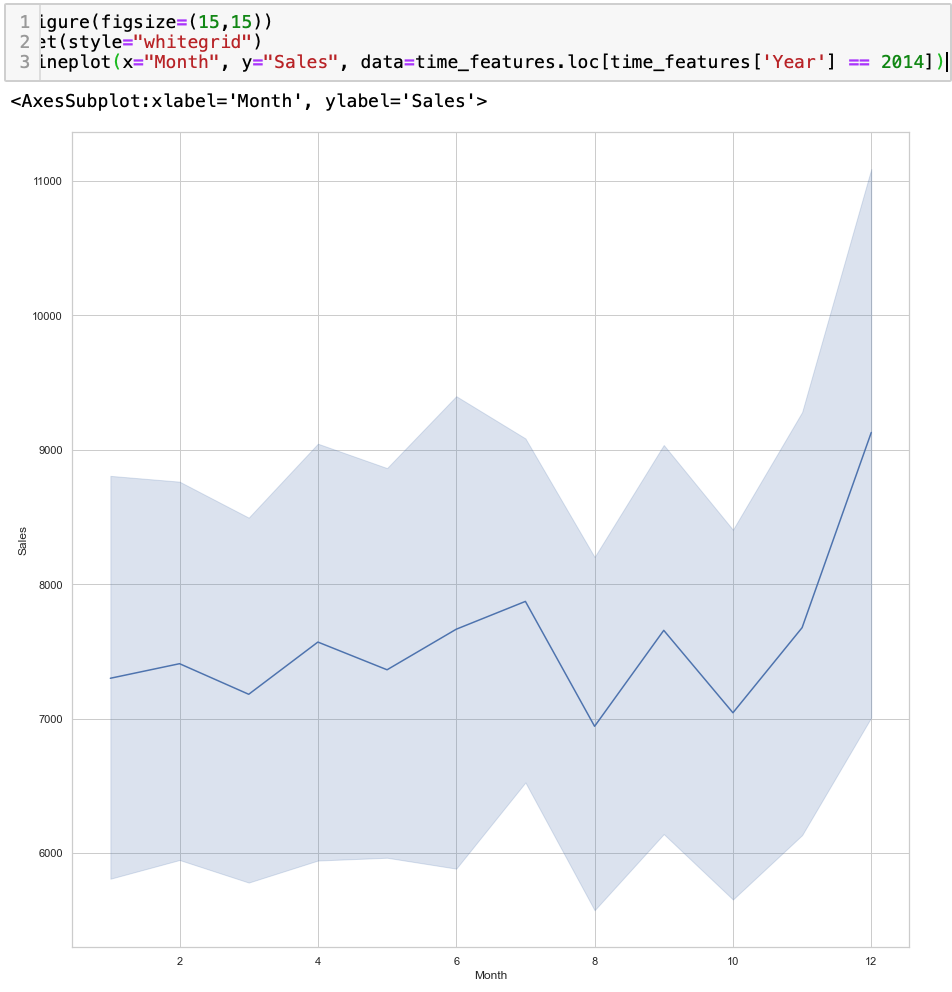 1 igure(figsize=(15,15))
2 et(style="whitegrid")
3 ineplot(x="Month", y="Sales", data=time_features.loc[time_features['Year'] == 2014])
<AxesSubplot:xlabel='Month', ylabel='Sales'>
11000
10000
9000
8000
7000
6000
Sales
2 4 6 8 10 12
Month